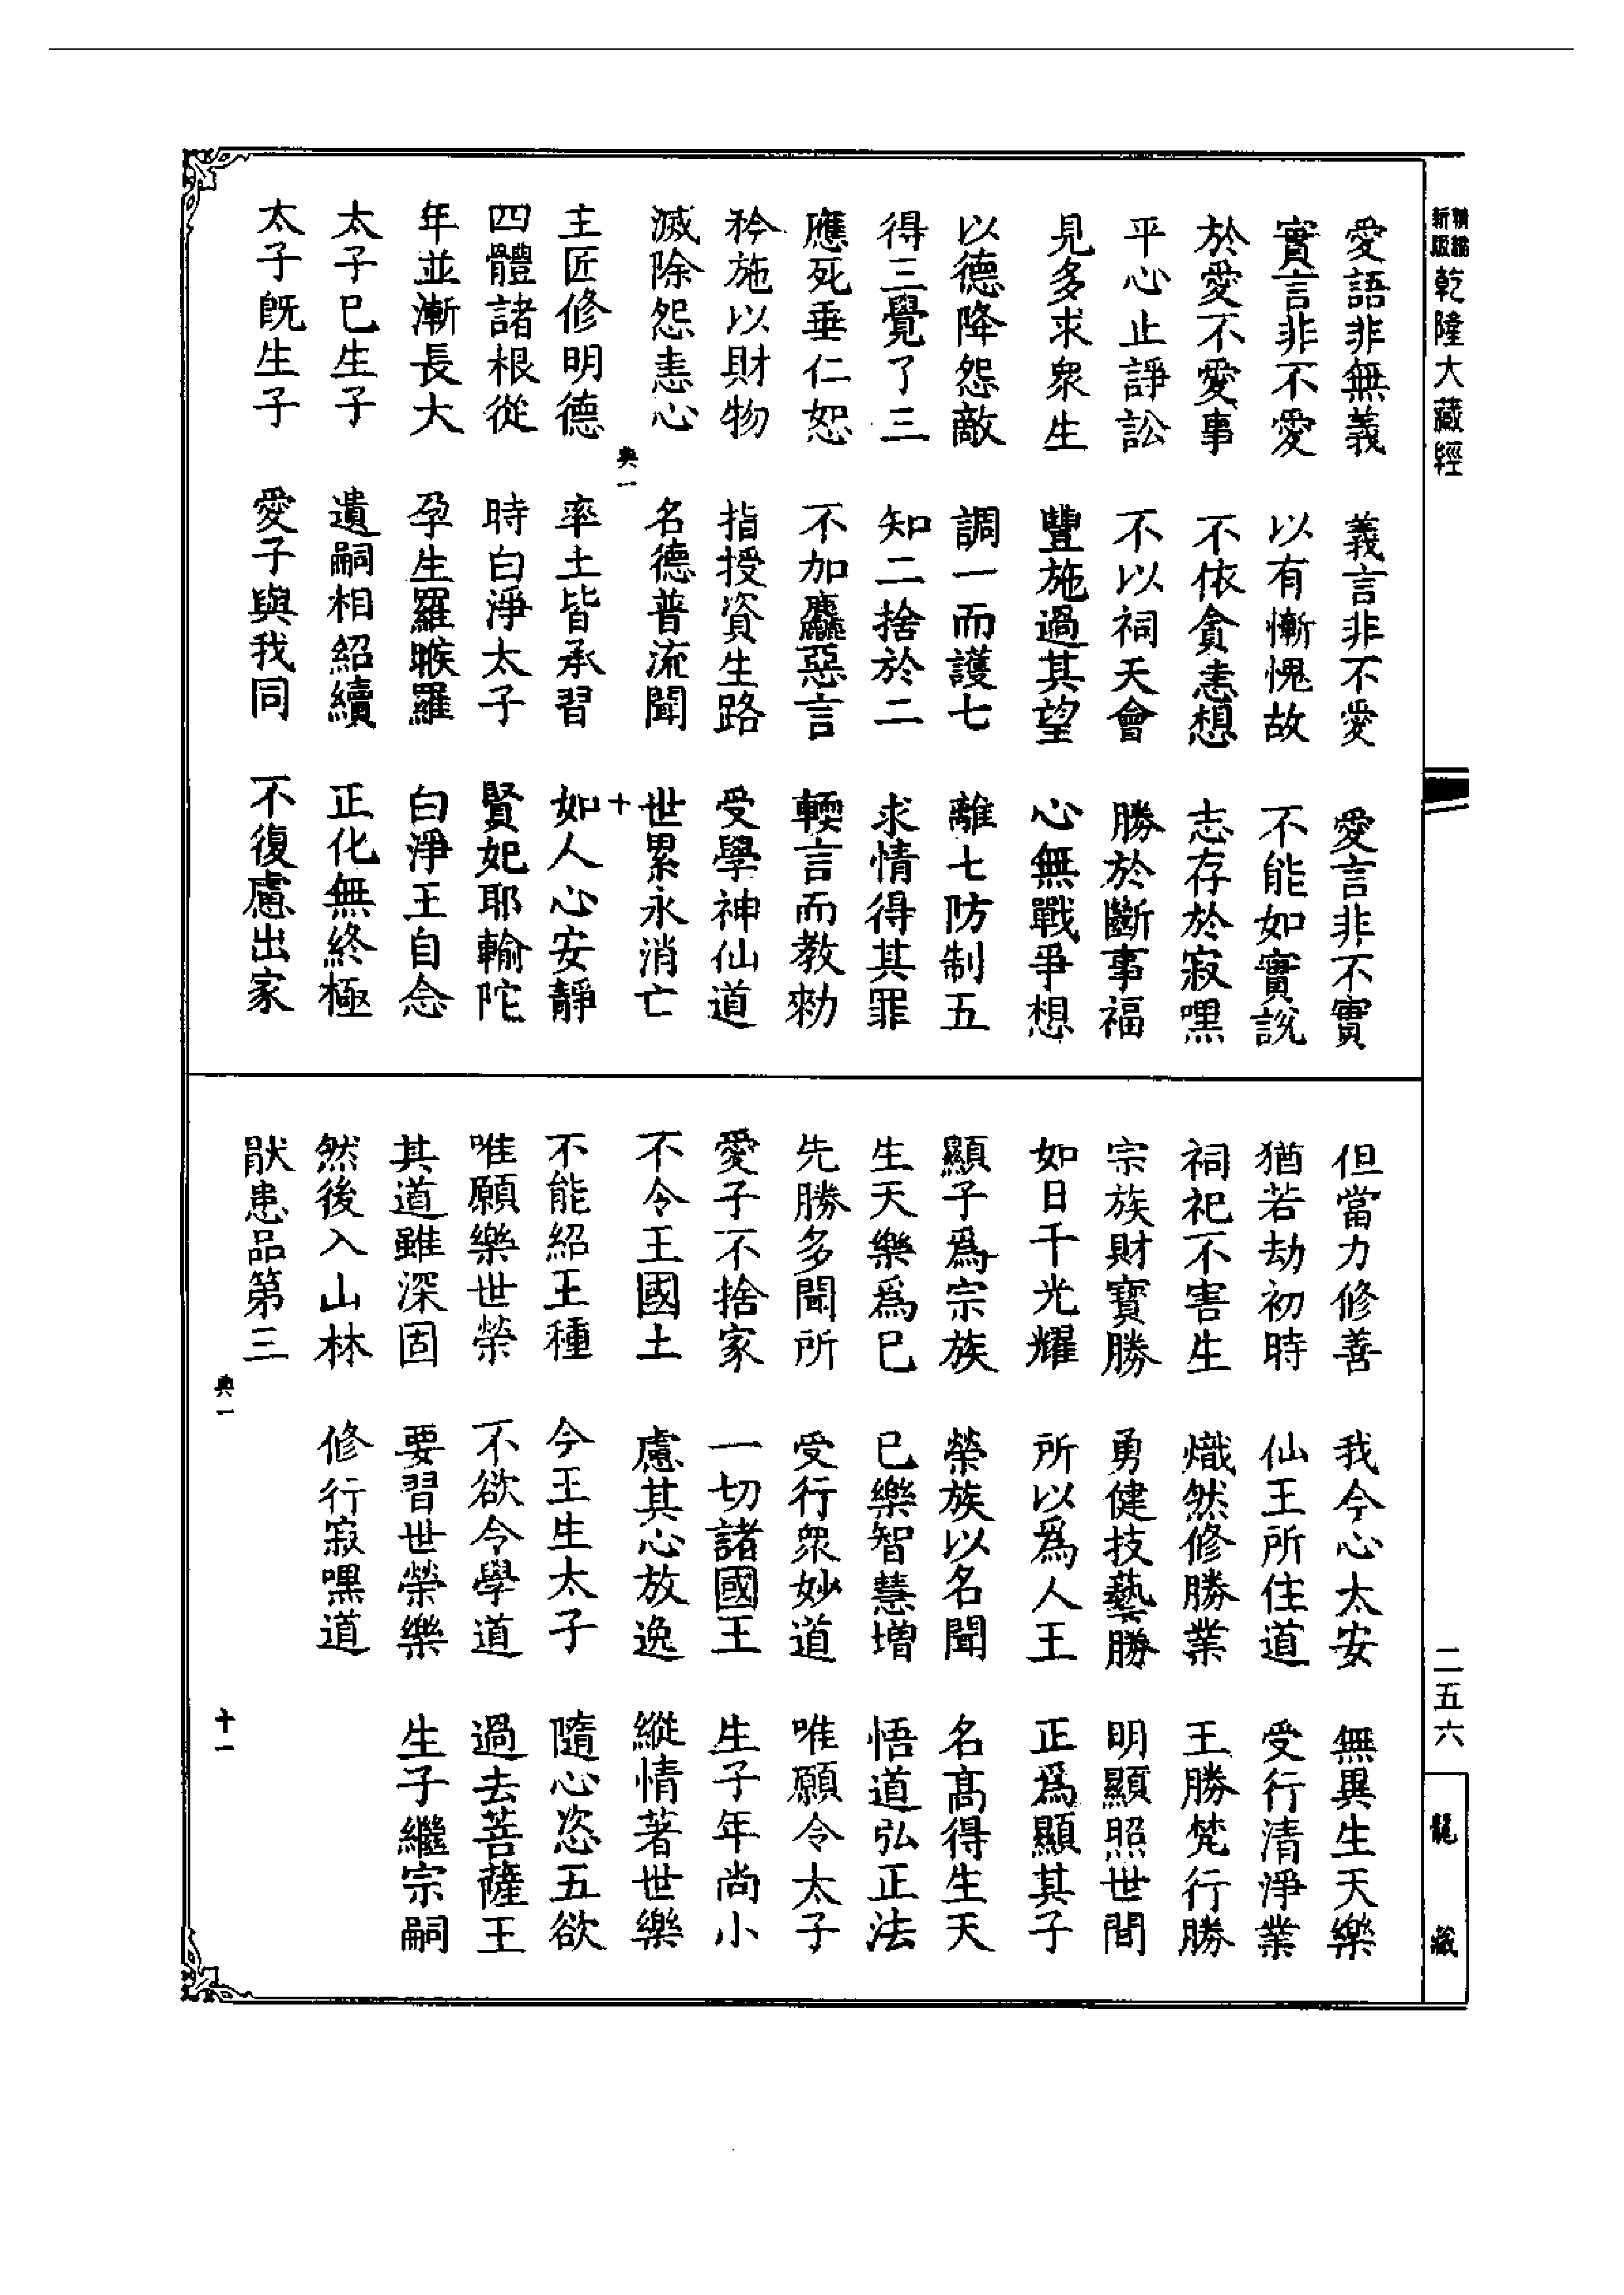 新版
精縮
乾隆大藏經
愛語非無義　義言非不愛　愛言非不實
實言非不愛　以有慚愧故　不能如實說
於愛不愛事　不依貪恚想　志存於寂嘿
平心止諍訟　不以祠天會　勝於斷事福
見多求衆生　豐施過其望　心無戰爭想
以德降怨敵　調一而護七　離七防制五
得三覺了三　知二捨於二　求情得其罪
應死垂仁恕　不加麤惡言　輭言而教勑
矜施以財物　指授資生路　受學神仙道
滅除怨恚心　名德普流聞　世累永消亡
典一　十
主匠修明德　率土皆承習　如人心安靜
四體諸根從　時白淨太子　賢妃耶輸陀
年並漸長大　孕生羅睺羅　白淨王自念
太子已生子　遺嗣相紹續　正化無終極
太子旣生子　愛子與我同　不復慮出家
但當力修善　我今心太安　無異生天樂
猶若劫初時　仙王所住道　受行清淨業
祠祀不害生　熾然修勝業　王勝梵行勝
宗族財寶勝　勇健技藝勝　明顯照世間
如日千光耀　所以爲人王　正爲顯其子
顯子爲宗族　榮族以名聞　名高得生天
生天樂爲已　已樂智慧增　悟道弘正法
先勝多聞所　受行衆妙道　唯願令太子
愛子不捨家　一切諸國王　生子年尚小
不令王國土　慮其心放逸　縱情著世樂
不能紹王種　今王生太子　隨心恣五欲
唯願樂世榮　不欲令學道　過去菩薩王
其道雖深固　要習世榮樂　生子繼宗嗣
然後入山林　修行寂嘿道
猒患品第三
典一　十一
二五六
龍藏